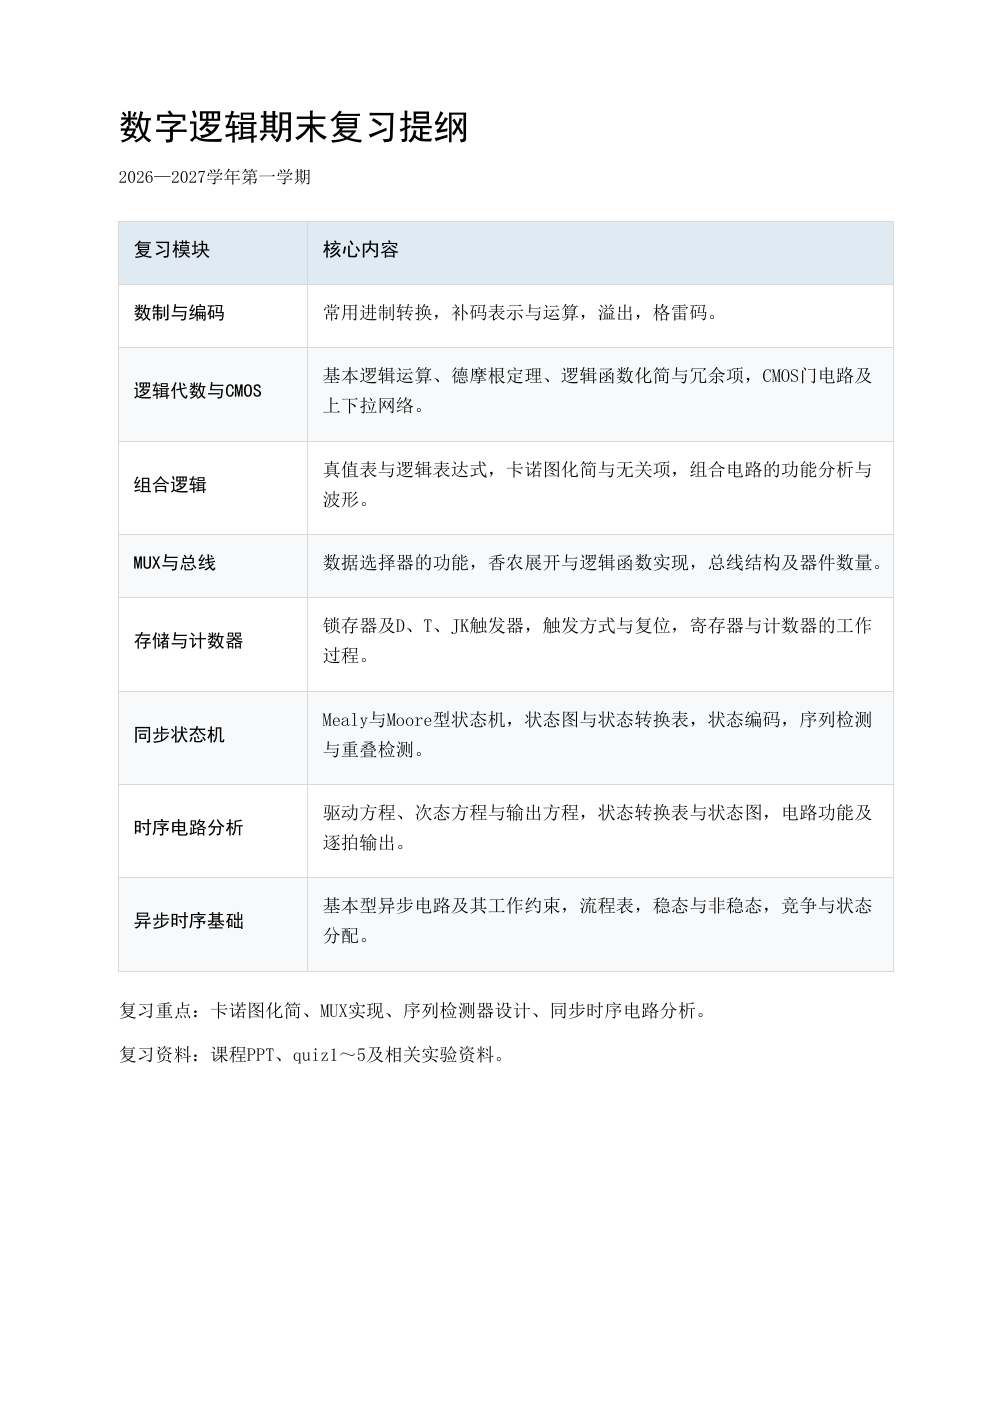 数字逻辑期末复习提纲
2026—2027学年第一学期
复习模块
核心内容
数制与编码
常用进制转换，补码表示与运算，溢出，格雷码。
逻辑代数与CMOS
基本逻辑运算、德摩根定理、逻辑函数化简与冗余项，CMOS门电路及
上下拉网络。
组合逻辑
真值表与逻辑表达式，卡诺图化简与无关项，组合电路的功能分析与
波形。
MUX与总线
数据选择器的功能，香农展开与逻辑函数实现，总线结构及器件数量。
存储与计数器
锁存器及D、T、JK触发器，触发方式与复位，寄存器与计数器的工作
过程。
同步状态机
Mealy与Moore型状态机，状态图与状态转换表，状态编码，序列检测
与重叠检测。
时序电路分析
驱动方程、次态方程与输出方程，状态转换表与状态图，电路功能及
逐拍输出。
异步时序基础
基本型异步电路及其工作约束，流程表，稳态与非稳态，竞争与状态
分配。
复习重点：卡诺图化简、MUX实现、序列检测器设计、同步时序电路分析。
复习资料：课程PPT、quiz1～5及相关实验资料。